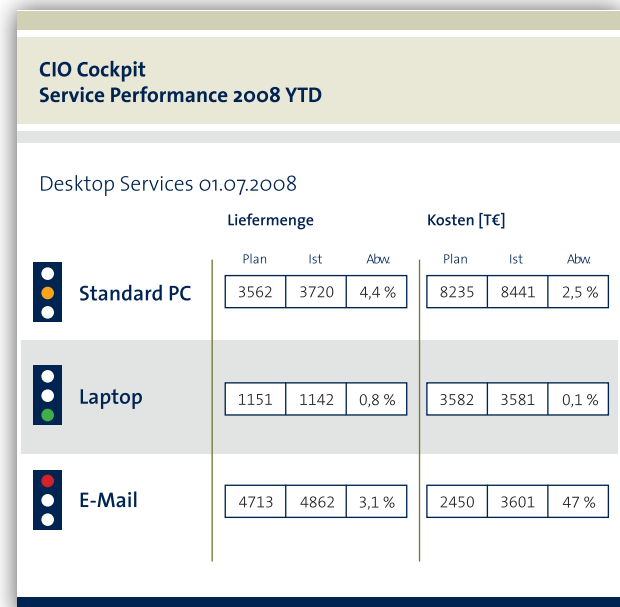 CIO Cockpit
Service Performance 2008 YTD
Desktop Services 01.07.2008
Liefermenge Kosten [T€]
Plan Ist Abw. Plan Ist Abw.
Standard PC 3562 3720 4,4 % 8235 8441 2,5 %
Laptop 1151 1142 0,8 % 3582 3581 0,1 %
E-Mail 4713 4862 3,1 % 2450 3601 47 %